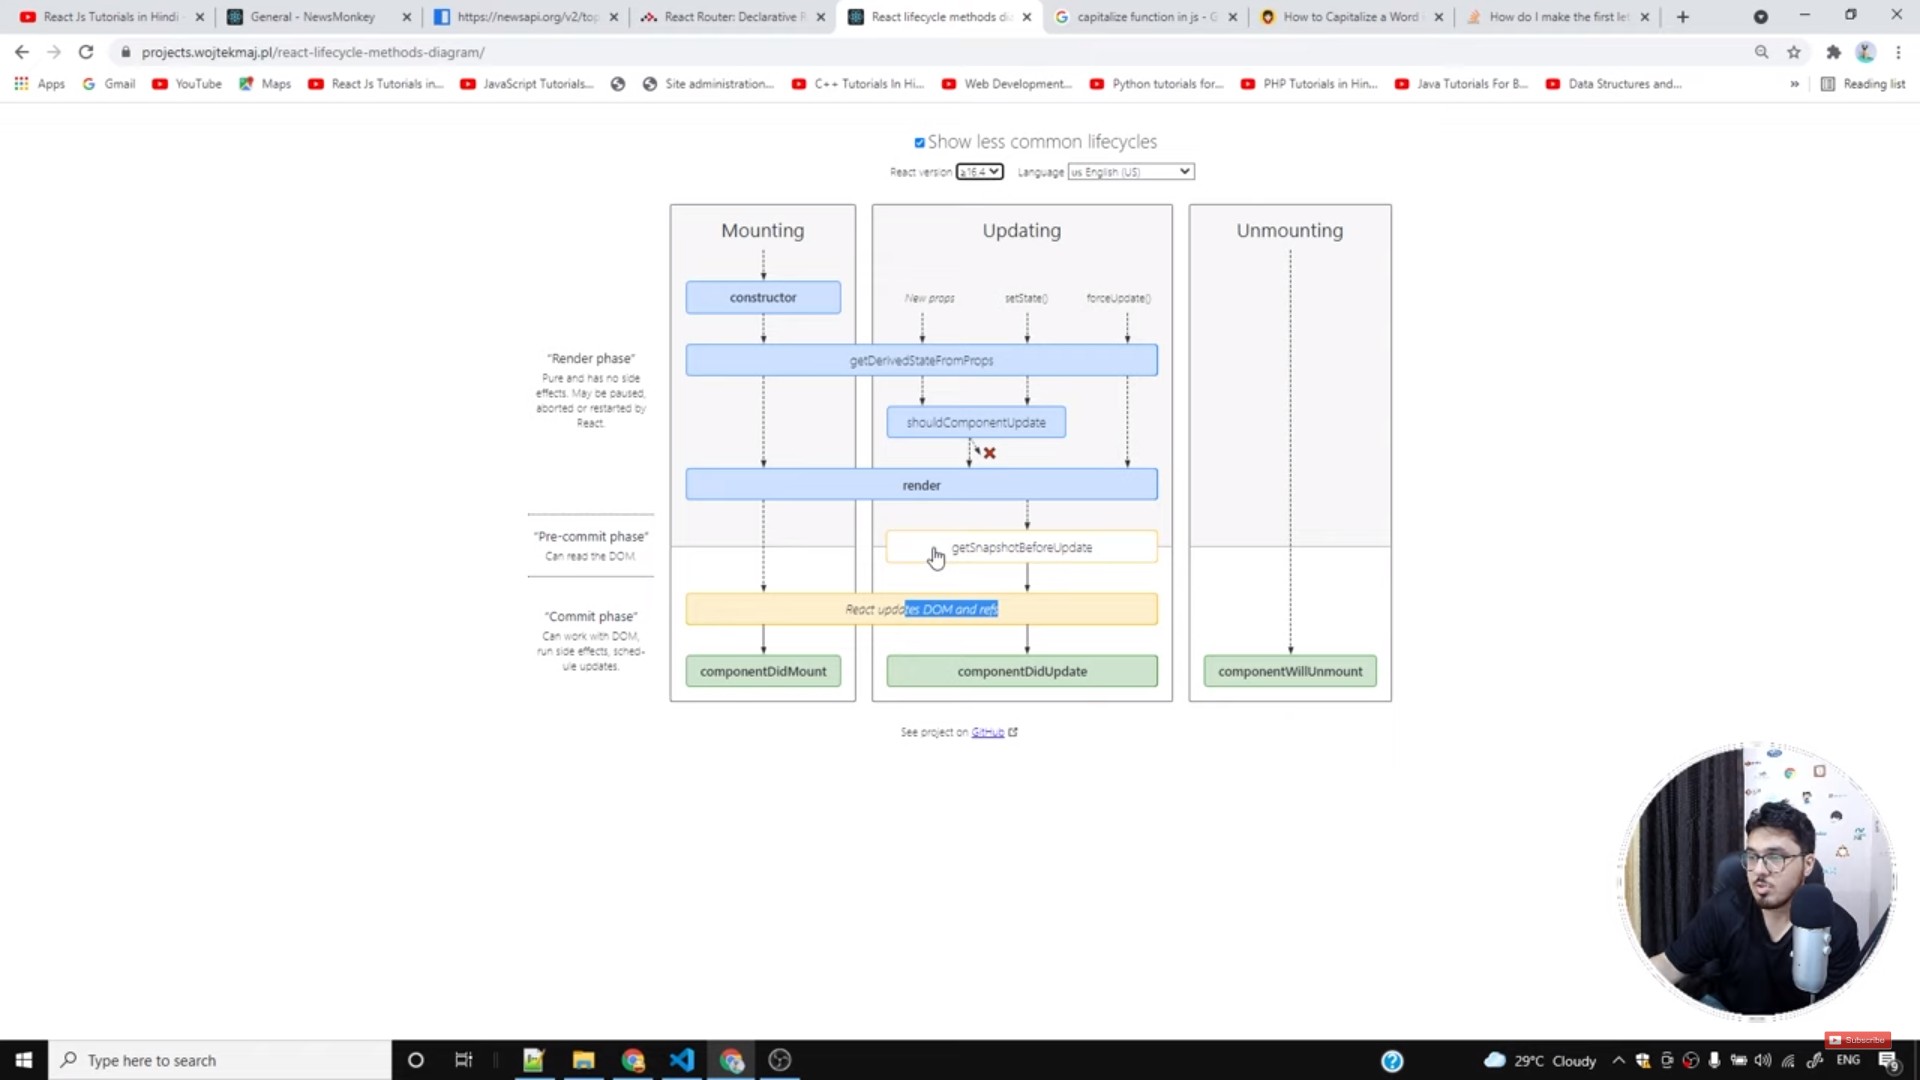 React Js Tutorials in Hindi
General - NewsMonkey
https://newsapi.org/v2/top
React Router: Declarative R
React lifecycle methods di
capitalize function in js - G
How to Capitalize a Word i
How do I make the first let
projects.wojtekmaj.pl/react-lifecycle-methods-diagram/
Apps
Gmail
YouTube
Maps
React Js Tutorials in...
JavaScript Tutorials...
Site administration...
C++ Tutorials In Hi...
Web Development...
Python tutorials for...
PHP Tutorials in Hin...
Java Tutorials For B...
Data Structures and...
»
Reading list
Show less common lifecycles
React version ≥16.4 Language us English (US)
Mounting
Updating
Unmounting
constructor
New props
setState()
forceUpdate()
"Render phase"
Pure and has no side
effects. May be paused,
aborted or restarted by
React.
getDerivedStateFromProps
shouldComponentUpdate
render
"Pre-commit phase"
Can read the DOM.
getSnapshotBeforeUpdate
"Commit phase"
Can work with DOM,
run side effects, sched-
ule updates.
React updates DOM and refs
componentDidMount
componentDidUpdate
componentWillUnmount
See project on GitHub
Subscribe
Type here to search
29°C Cloudy
ENG
9